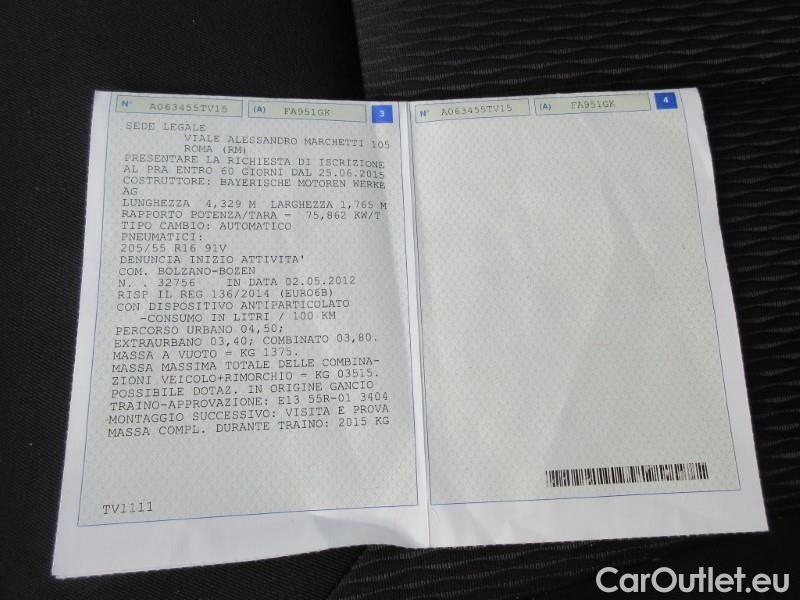 N° A063455TV15 (A) FA951GK 3
SEDE LEGALE
VIALE ALESSANDRO MARCHETTI 105
ROMA (RM)
PRESENTARE LA RICHIESTA DI ISCRIZIONE
AL PRA ENTRO 60 GIORNI DAL 25.06.2015
COSTRUTTORE: BAYERISCHE MOTOREN WERKE
AG
LUNGHEZZA 4,329 M LARGHEZZA 1,765 M
RAPPORTO POTENZA/TARA = 75,862 KW/T
TIPO CAMBIO: AUTOMATICO
PNEUMATICI:
205/55 R16 91V
DENUNCIA INIZIO ATTIVITA'
COM. BOLZANO-BOZEN
N. . 32756 IN DATA 02.05.2012
RISP IL REG 136/2014 (EURO6B)
CON DISPOSITIVO ANTIPARTICOLATO
-CONSUMO IN LITRI / 100 KM
PERCORSO URBANO 04,50;
EXTRAURBANO 03,40; COMBINATO 03,80.
MASSA A VUOTO = KG 1375.
MASSA MASSIMA TOTALE DELLE COMBINA-
ZIONI VEICOLO+RIMORCHIO = KG 03515.
POSSIBILE DOTAZ. IN ORIGINE GANCIO
TRAINO-APPROVAZIONE: E13 55R-01 3404
MONTAGGIO SUCCESSIVO: VISITA E PROVA
MASSA COMPL. DURANTE TRAINO: 2015 KG
TV1111
N° A063455TV15 (A) FA951GK 4
CarOutlet.eu